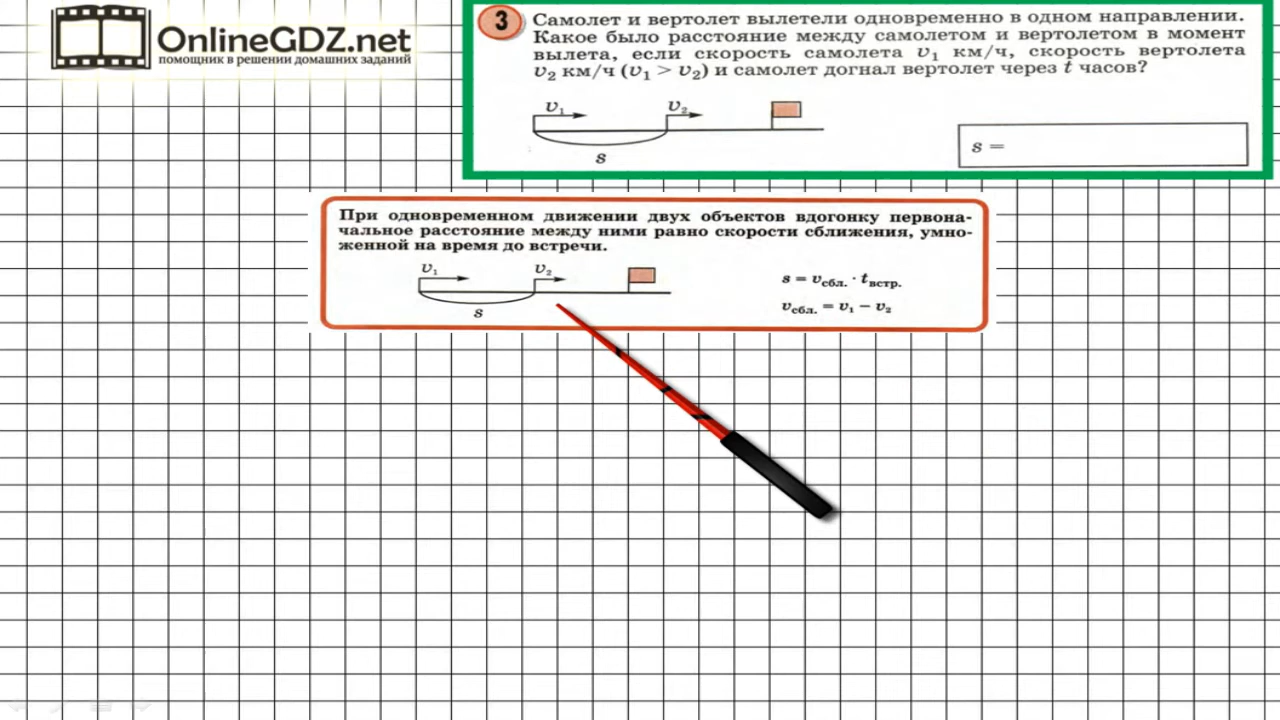 OnlineGDZ.net
помощник в решении домашних заданий
3
Самолет и вертолет вылетели одновременно в одном направлении.
Какое было расстояние между самолетом и вертолетом в момент
вылета, если скорость самолета v₁ км/ч, скорость вертолета
v₂ км/ч (v₁ > v₂) и самолет догнал вертолет через t часов?
v₁ v₂
s
s =
При одновременном движении двух объектов вдогонку первона-
чальное расстояние между ними равно скорости сближения, умно-
женной на время до встречи.
v₁ v₂
s
s = vсбл. · tвстр.
vсбл. = v₁ − v₂